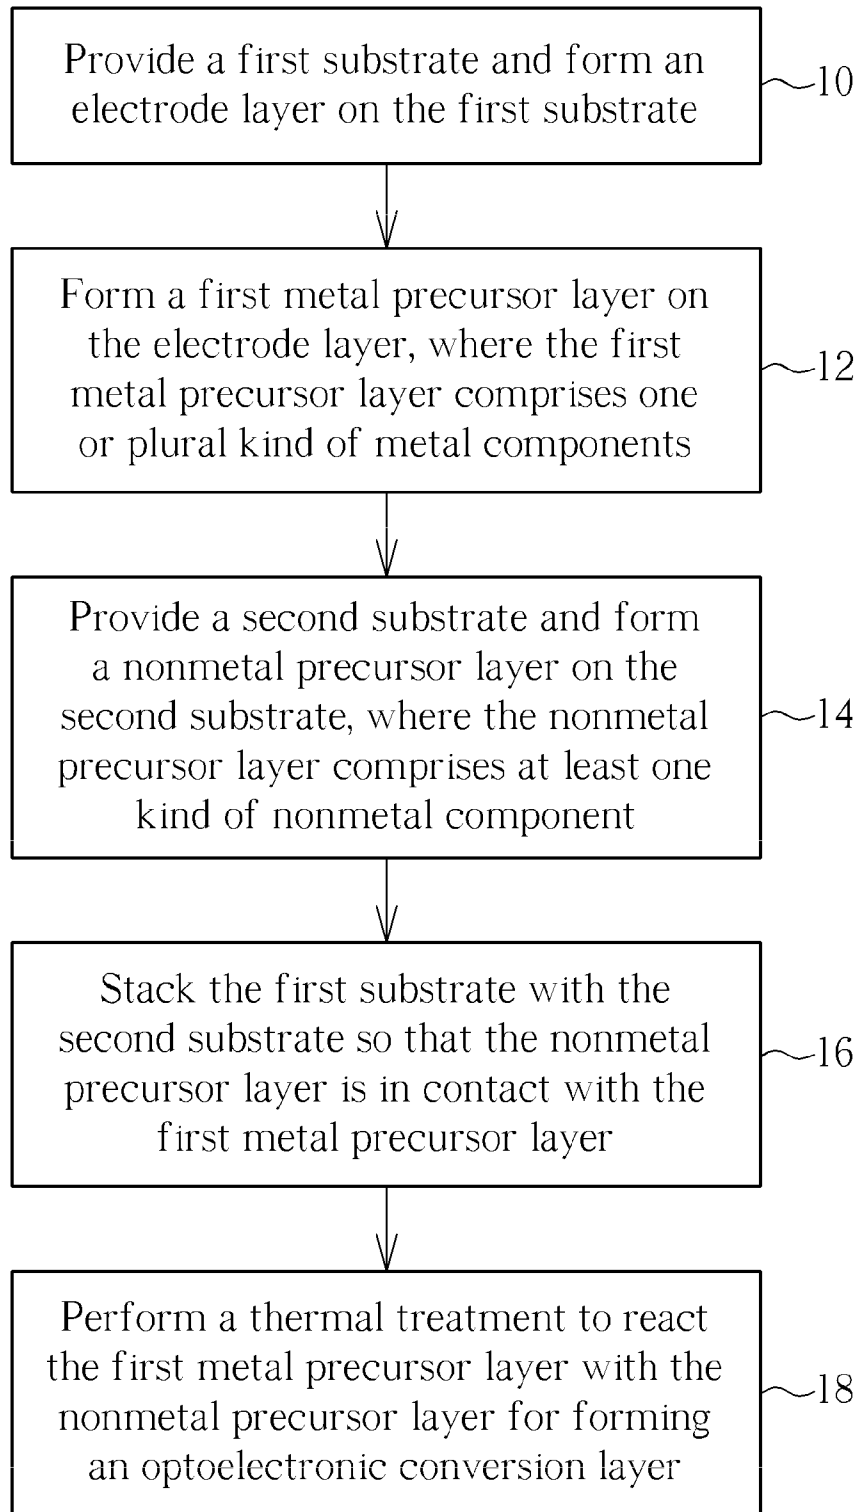 Provide a first substrate and form an
electrode layer on the first substrate
10
Form a first metal precursor layer on
the electrode layer, where the first
metal precursor layer comprises one
or plural kind of metal components
12
Provide a second substrate and form
a nonmetal precursor layer on the
second substrate, where the nonmetal
precursor layer comprises at least one
kind of nonmetal component
14
Stack the first substrate with the
second substrate so that the nonmetal
precursor layer is in contact with the
first metal precursor layer
16
Perform a thermal treatment to react
the first metal precursor layer with the
nonmetal precursor layer for forming
an optoelectronic conversion layer
18